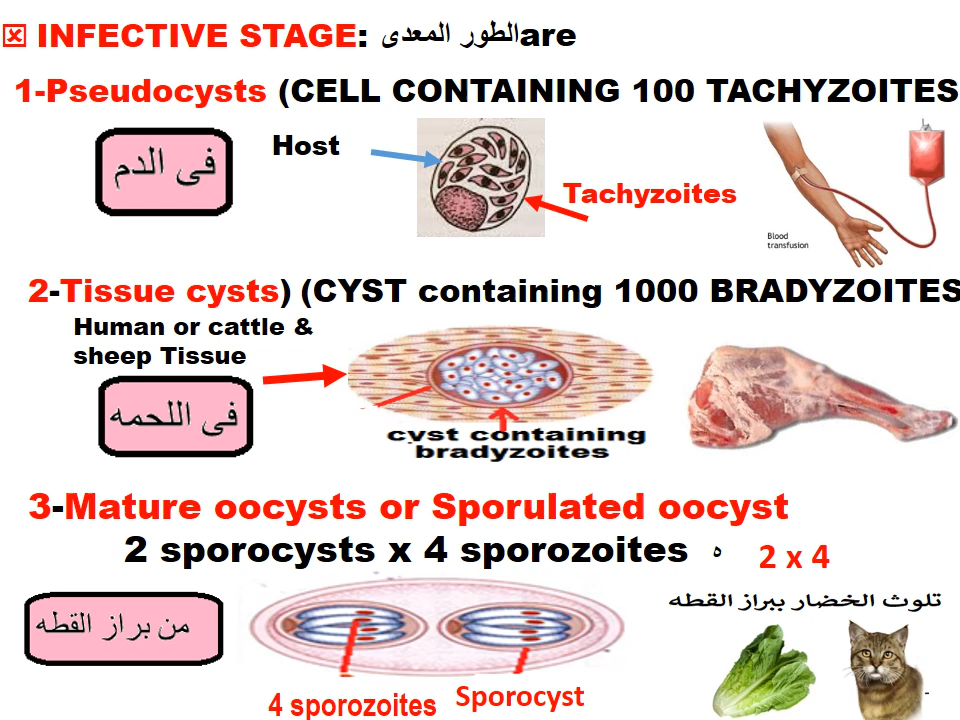 INFECTIVE STAGE: الطور المعدىare
1-Pseudocysts (CELL CONTAINING 100 TACHYZOITES
فى الدم
Host
Tachyzoites
Blood
transfusion
2-Tissue cysts) (CYST containing 1000 BRADYZOITES
Human or cattle &
sheep Tissue
فى اللحمه
cyst containing
bradyzoites
3-Mature oocysts or Sporulated oocyst
2 sporocysts x 4 sporozoites ه 2 x 4
من براز القطه
تلوث الخضار ببراز القطه
4 sporozoites
Sporocyst
-